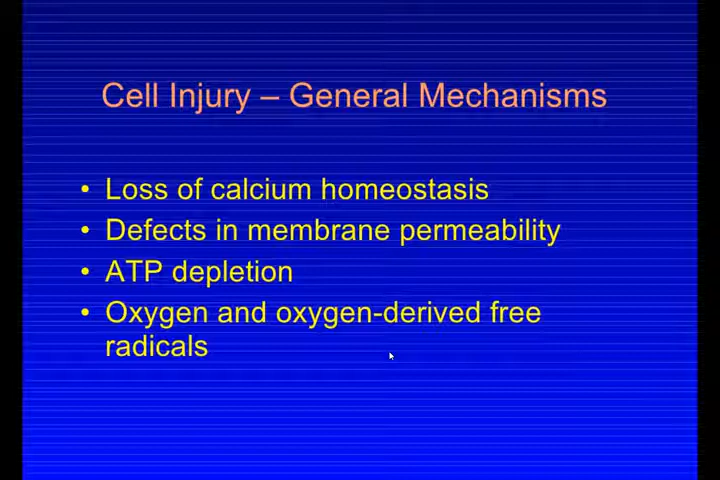 Cell Injury – General Mechanisms
• Loss of calcium homeostasis
• Defects in membrane permeability
• ATP depletion
• Oxygen and oxygen-derived free
radicals